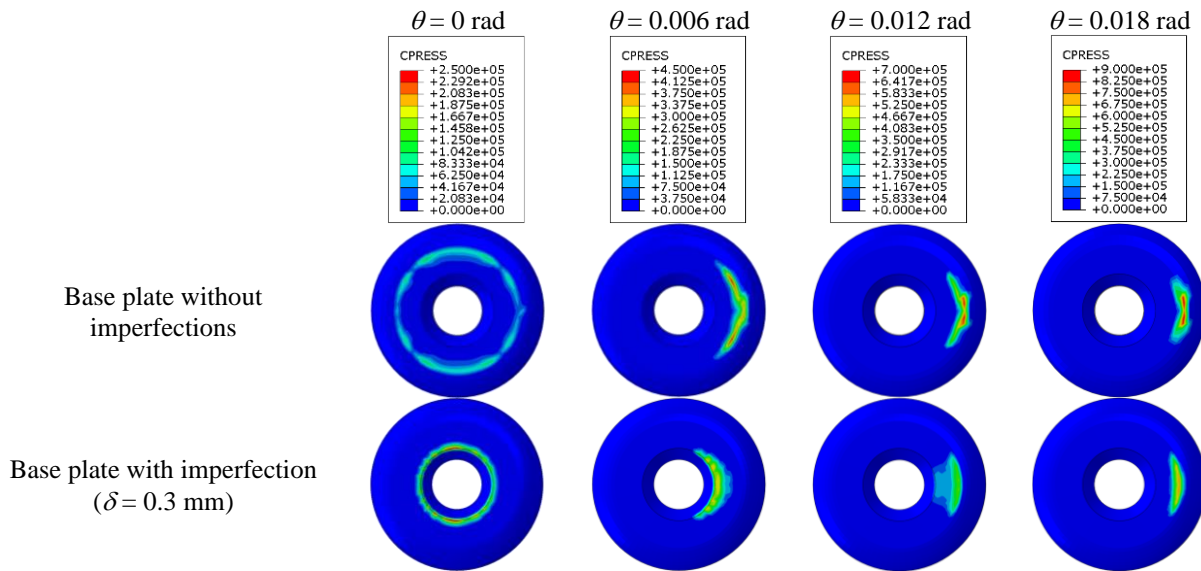 θ = 0 rad
θ = 0.006 rad
θ = 0.012 rad
θ = 0.018 rad
CPRESS
+2.500e+05
+2.292e+05
+2.083e+05
+1.875e+05
+1.667e+05
+1.458e+05
+1.250e+05
+1.042e+05
+8.333e+04
+6.250e+04
+4.167e+04
+2.083e+04
+0.000e+00
CPRESS
+4.500e+05
+4.125e+05
+3.750e+05
+3.375e+05
+3.000e+05
+2.625e+05
+2.250e+05
+1.875e+05
+1.500e+05
+1.125e+05
+7.500e+04
+3.750e+04
+0.000e+00
CPRESS
+7.000e+05
+6.417e+05
+5.833e+05
+5.250e+05
+4.667e+05
+4.083e+05
+3.500e+05
+2.917e+05
+2.333e+05
+1.750e+05
+1.167e+05
+5.833e+04
+0.000e+00
CPRESS
+9.000e+05
+8.250e+05
+7.500e+05
+6.750e+05
+6.000e+05
+5.250e+05
+4.500e+05
+3.750e+05
+3.000e+05
+2.250e+05
+1.500e+05
+7.500e+04
+0.000e+00
Base plate without
imperfections
Base plate with imperfection
(δ = 0.3 mm)